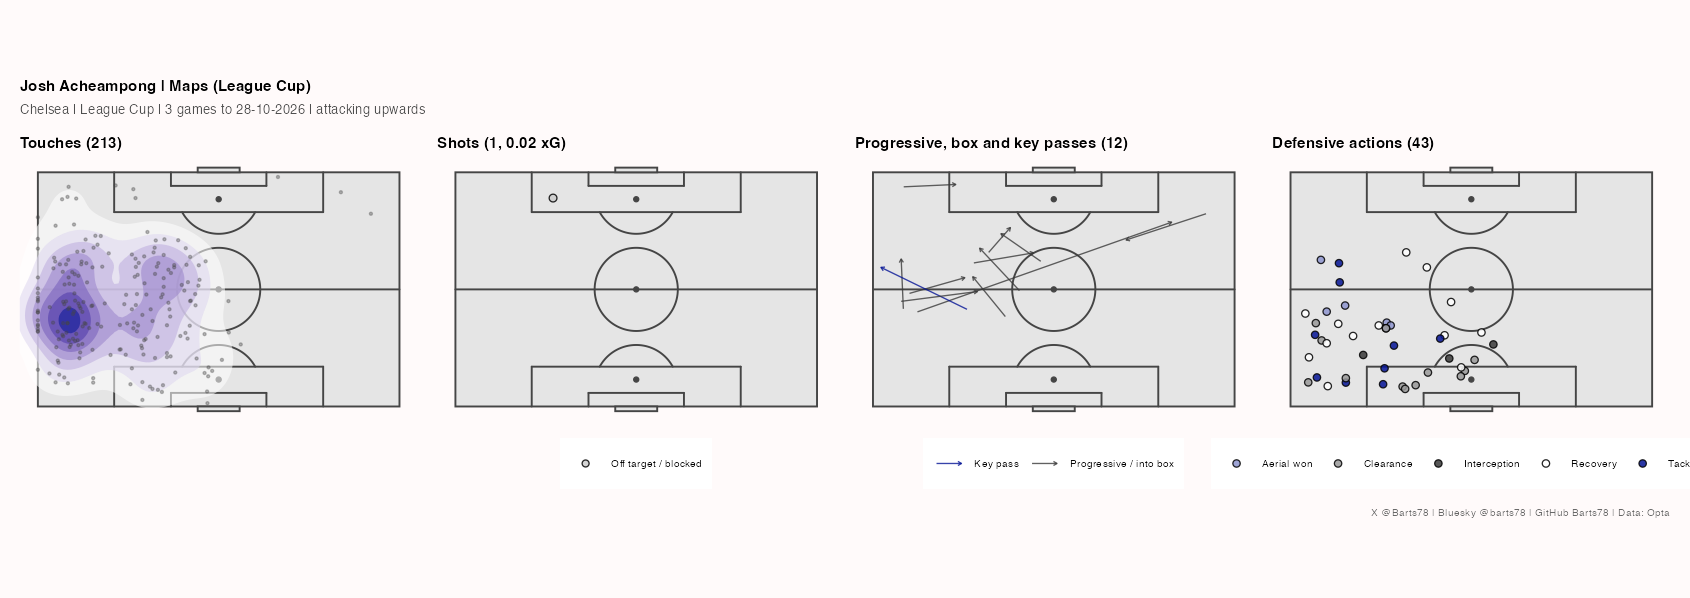 Josh Acheampong | Maps (League Cup)
Chelsea | League Cup | 3 games to 28-10-2026 | attacking upwards
Touches (213)
Shots (1, 0.02 xG)
Progressive, box and key passes (12)
Defensive actions (43)
Off target / blocked
Key pass
Progressive / into box
Aerial won
Clearance
Interception
Recovery
Tack
X @Barts78 | Bluesky @barts78 | GitHub Barts78 | Data: Opta